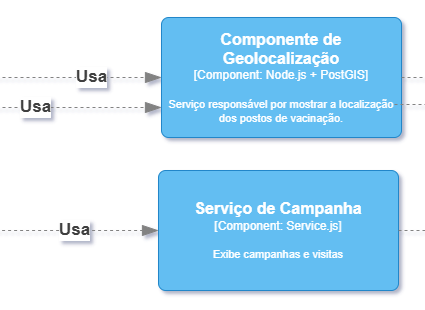 Componente de
Geolocalização
[Component: Node.js + PostGIS]
Usa
Serviço responsável por mostrar a localização
dos postos de vacinação.
Usa
Serviço de Campanha
[Component: Service.js]
Usa
Exibe campanhas e visitas